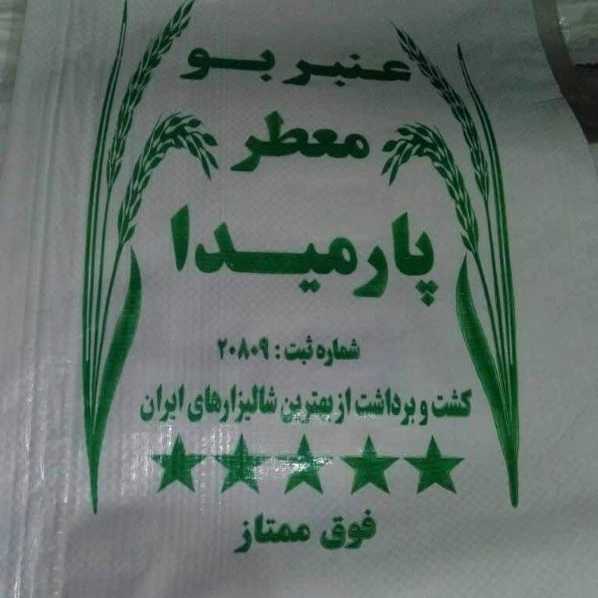 عنبر بو
معطر
پارمیدا
شماره ثبت : ۲۰۸۰۹
کشت و برداشت از بهترین شالیزارهای ایران
فوق ممتاز